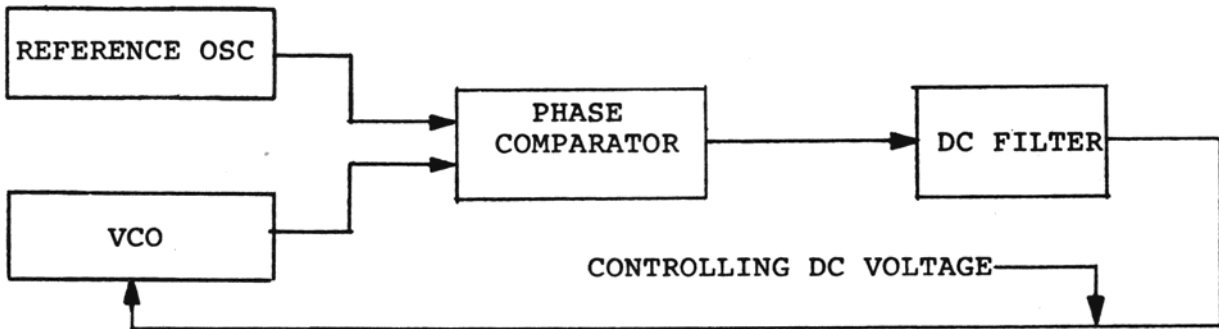 REFERENCE OSC
PHASE
COMPARATOR
DC FILTER
VCO
CONTROLLING DC VOLTAGE